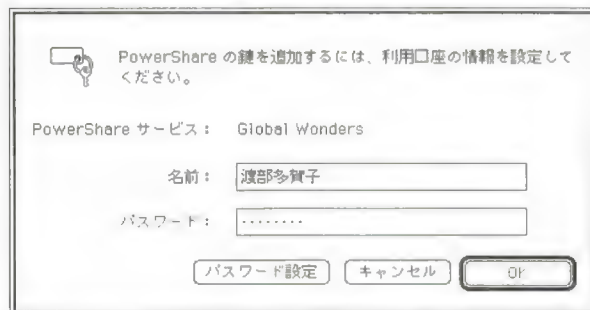 PowerShare の鍵を追加するには、利用口座の情報を設定して
ください。
PowerShare サービス： Global Wonders
名前： 渡部多賀子
パスワード： ········
パスワード設定 キャンセル OK